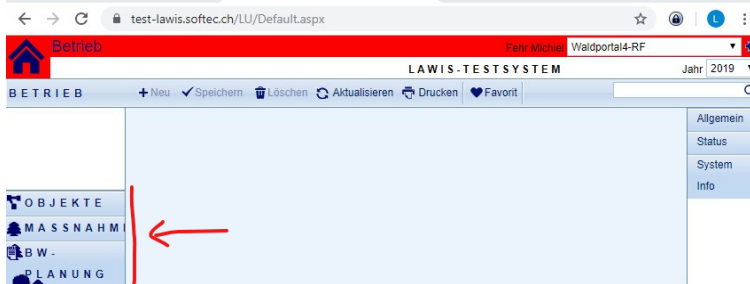 test-lawis.softec.ch/LU/Default.aspx
L
Betrieb
Fehr Michiel Waldportal4-RF
LAWIS-TESTSYSTEM Jahr 2019
BETRIEB Neu Speichern Löschen Aktualisieren Drucken Favorit
Allgemein
Status
System
Info
OBJEKTE
MASSNAHM
BW-
PLANUNG